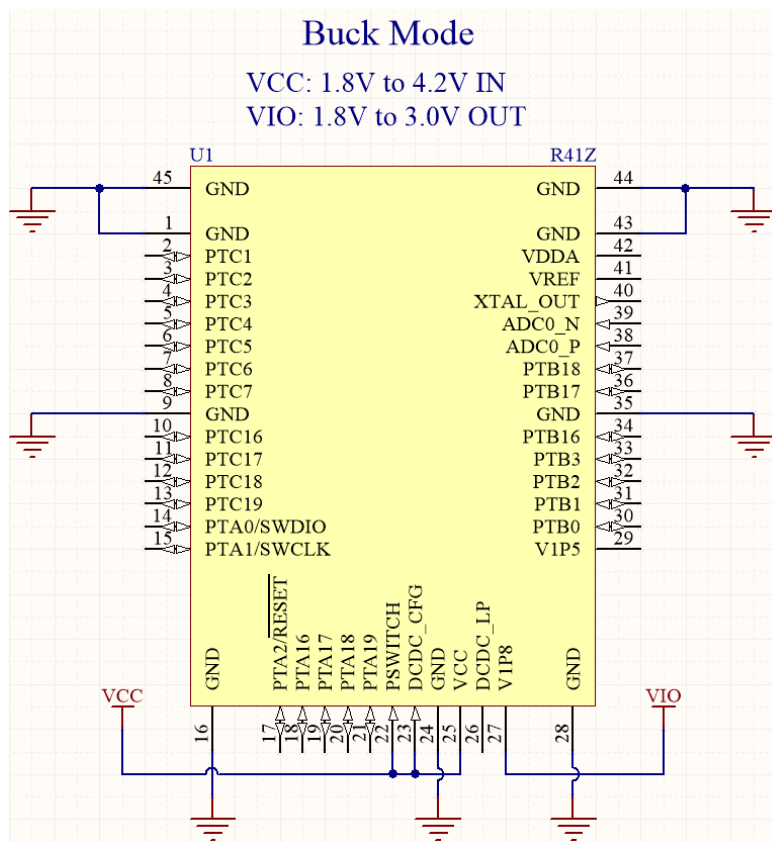 Buck Mode
VCC: 1.8V to 4.2V IN
VIO: 1.8V to 3.0V OUT
U1 R41Z
45 GND GND 44
1 GND GND 43
2 PTC1 VDDA 42
3 PTC2 VREF 41
4 PTC3 XTAL_OUT 40
5 PTC4 ADC0_N 39
6 PTC5 ADC0_P 38
7 PTC6 PTB18 37
8 PTC7 PTB17 36
9 GND GND 35
10 PTC16 PTB16 34
11 PTC17 PTB3 33
12 PTC18 PTB2 32
13 PTC19 PTB1 31
14 PTA0/SWDIO PTB0 30
15 PTA1/SWCLK V1P5 29
GND PTA2/RESET PTA16 PTA17 PTA18 PTA19 PSWITCH DCDC_CFG GND VCC DCDC_LP V1P8 GND
VCC VIO
16 17 18 19 20 21 22 23 24 25 26 27 28